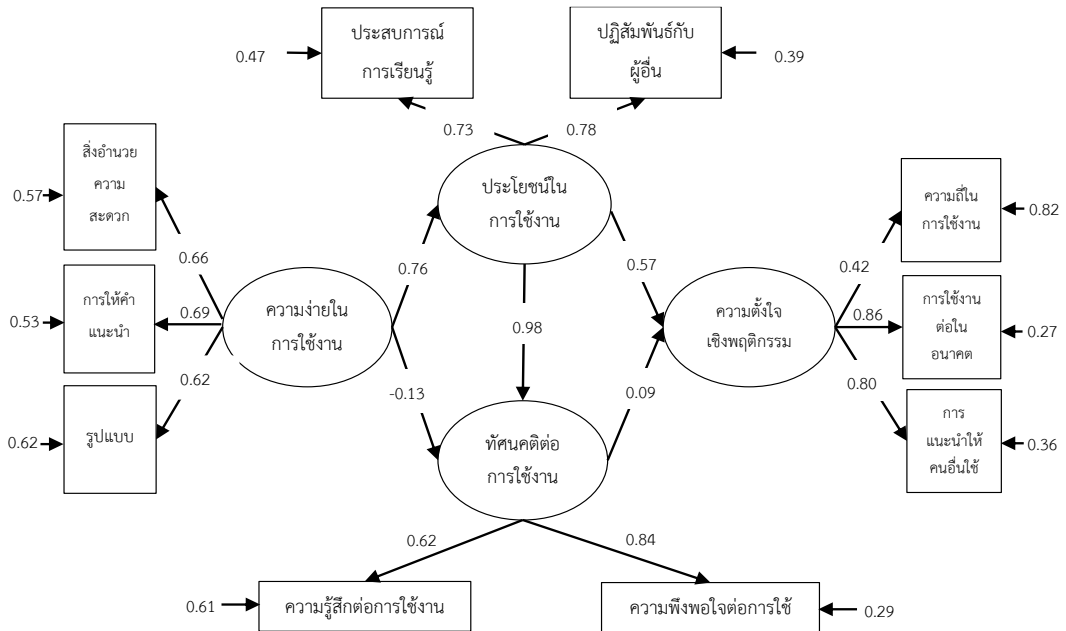 ประสบการณ์
การเรียนรู้
ปฏิสัมพันธ์กับ
ผู้อื่น
0.47
0.39
0.73
0.78
สิ่งอำนวย
ความ
สะดวก
0.57
ประโยชน์ใน
การใช้งาน
ความถี่ใน
การใช้งาน
0.82
0.66
0.76
0.57
0.42
การให้คำ
แนะนำ
0.53
0.69
ความง่ายใน
การใช้งาน
0.98
ความตั้งใจ
เชิงพฤติกรรม
0.86
การใช้งาน
ต่อใน
อนาคต
0.27
0.62
-0.13
0.09
0.80
รูปแบบ
0.62
ทัศนคติต่อ
การใช้งาน
การ
แนะนำให้
คนอื่นใช้
0.36
0.62
0.84
0.61
ความรู้สึกต่อการใช้งาน
ความพึงพอใจต่อการใช้
0.29